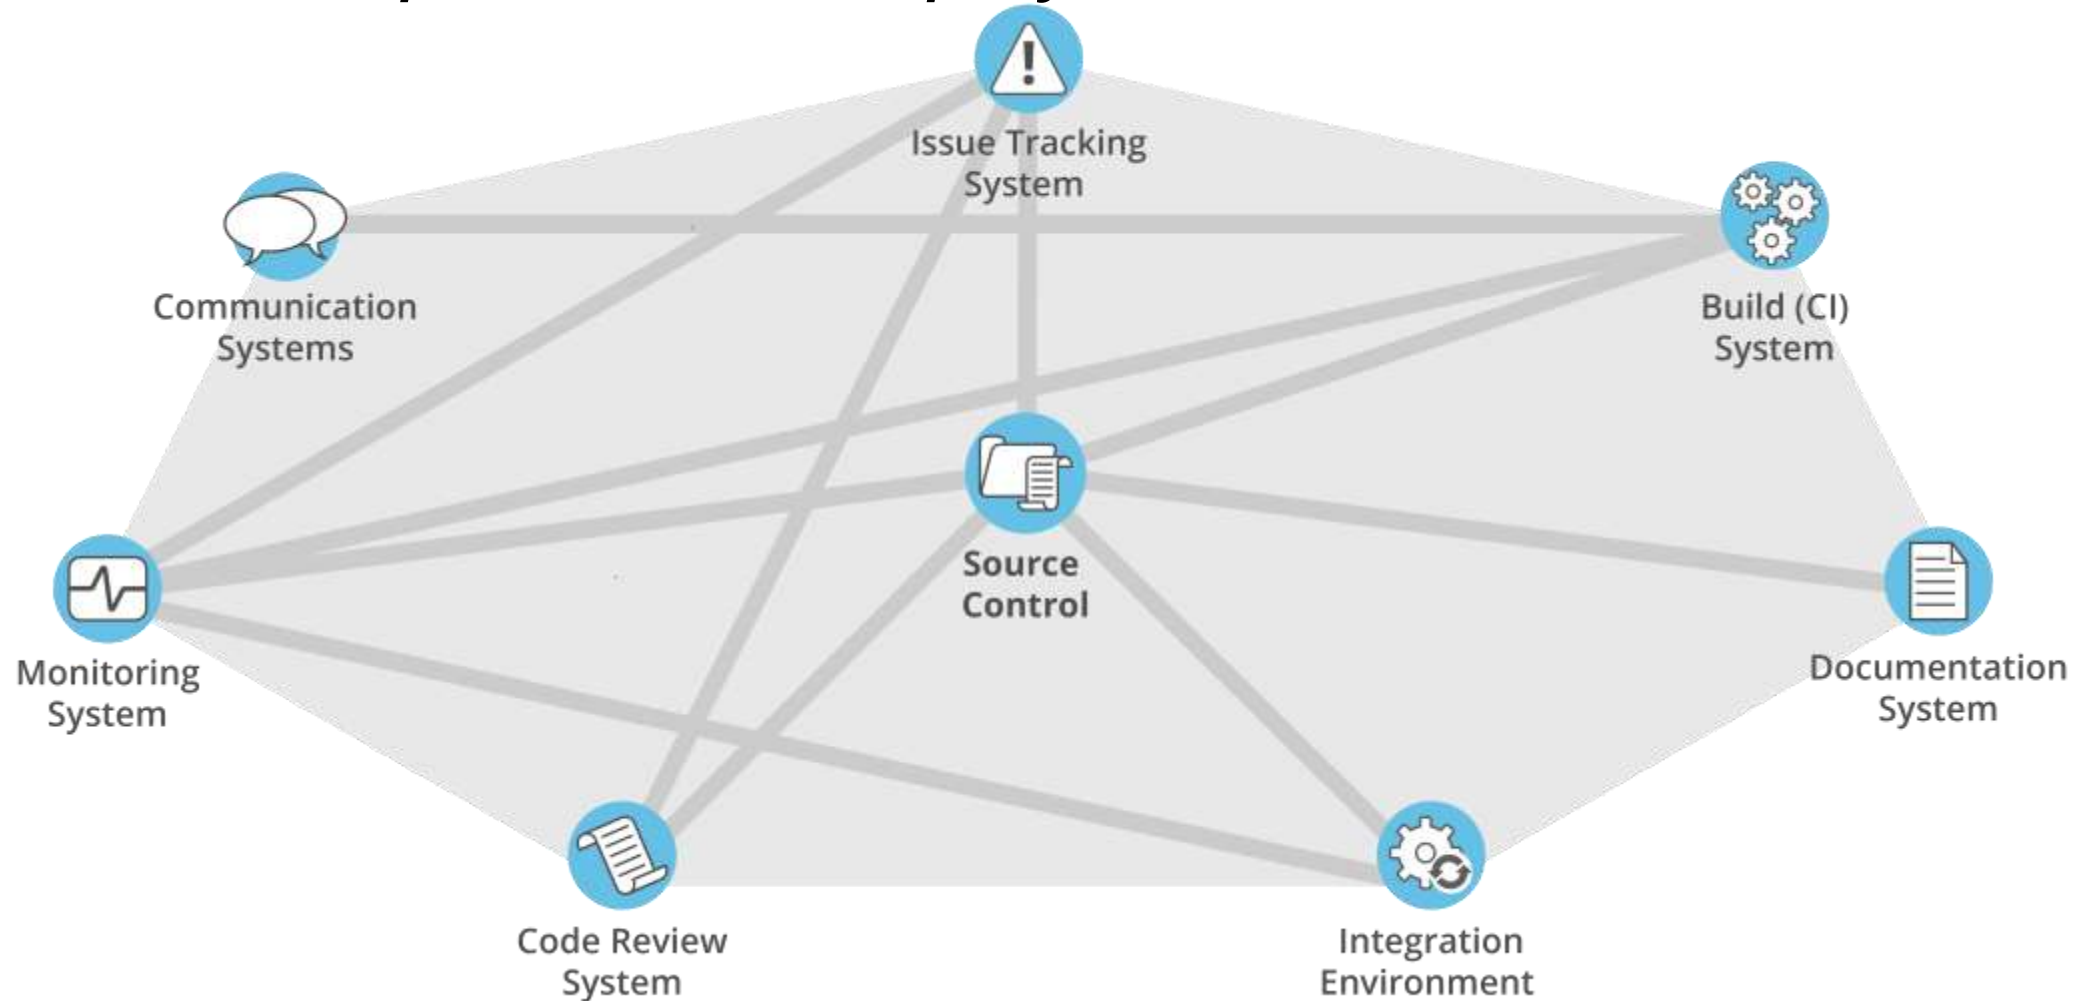 Issue Tracking
System
Communication
Systems
Build (CI)
System
Source
Control
Monitoring
System
Documentation
System
Code Review
System
Integration
Environment